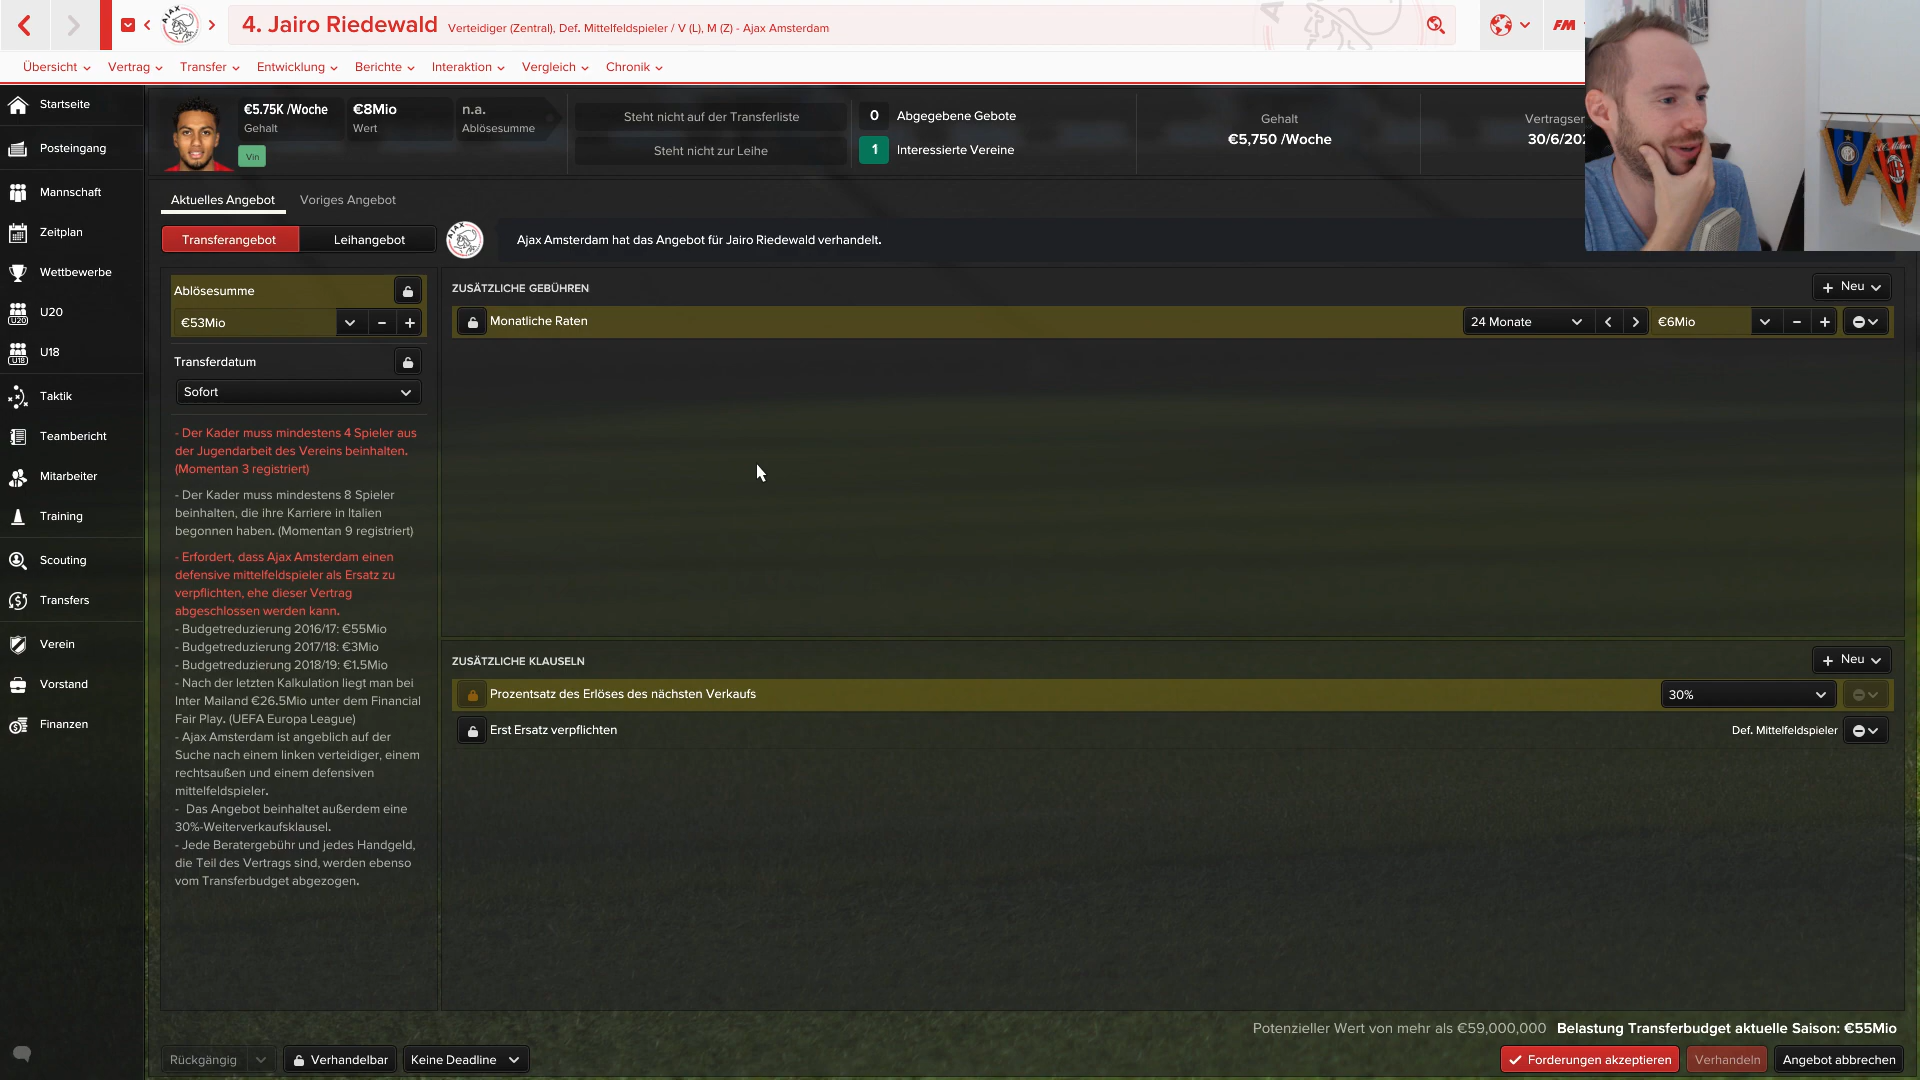 4. Jairo Riedewald
Verteidiger (Zentral), Def. Mittelfeldspieler / V (L), M (Z) - Ajax Amsterdam
FM
Übersicht
Vertrag
Transfer
Entwicklung
Berichte
Interaktion
Vergleich
Chronik
Startseite
Posteingang
Mannschaft
Zeitplan
Wettbewerbe
U20
U18
Taktik
Teambericht
Mitarbeiter
Training
Scouting
Transfers
Verein
Vorstand
Finanzen
€5.75K /Woche
Gehalt
€8Mio
Wert
n.a.
Ablösesumme
Vin
Steht nicht auf der Transferliste
Steht nicht zur Leihe
0 Abgegebene Gebote
1 Interessierte Vereine
Gehalt
€5,750 /Woche
Vertragser
30/6/202
Aktuelles Angebot
Voriges Angebot
Transferangebot
Leihangebot
Ajax Amsterdam hat das Angebot für Jairo Riedewald verhandelt.
Ablösesumme
€53Mio
Transferdatum
Sofort
- Der Kader muss mindestens 4 Spieler aus
der Jugendarbeit des Vereins beinhalten.
(Momentan 3 registriert)
- Der Kader muss mindestens 8 Spieler
beinhalten, die ihre Karriere in Italien
begonnen haben. (Momentan 9 registriert)
- Erfordert, dass Ajax Amsterdam einen
defensive mittelfeldspieler als Ersatz zu
verpflichten, ehe dieser Vertrag
abgeschlossen werden kann.
- Budgetreduzierung 2016/17: €55Mio
- Budgetreduzierung 2017/18: €3Mio
- Budgetreduzierung 2018/19: €1.5Mio
- Nach der letzten Kalkulation liegt man bei
Inter Mailand €26.5Mio unter dem Financial
Fair Play. (UEFA Europa League)
- Ajax Amsterdam ist angeblich auf der
Suche nach einem linken verteidiger, einem
rechtsaußen und einem defensiven
mittelfeldspieler.
- Das Angebot beinhaltet außerdem eine
30%-Weiterverkaufsklausel.
- Jede Beratergebühr und jedes Handgeld,
die Teil des Vertrags sind, werden ebenso
vom Transferbudget abgezogen.
ZUSÄTZLICHE GEBÜHREN
+ Neu
Monatliche Raten
24 Monate
€6Mio
ZUSÄTZLICHE KLAUSELN
+ Neu
Prozentsatz des Erlöses des nächsten Verkaufs
30%
Erst Ersatz verpflichten
Def. Mittelfeldspieler
Potenzieller Wert von mehr als €59,000,000 Belastung Transferbudget aktuelle Saison: €55Mio
Rückgängig
Verhandelbar
Keine Deadline
Forderungen akzeptieren
Verhandeln
Angebot abbrechen